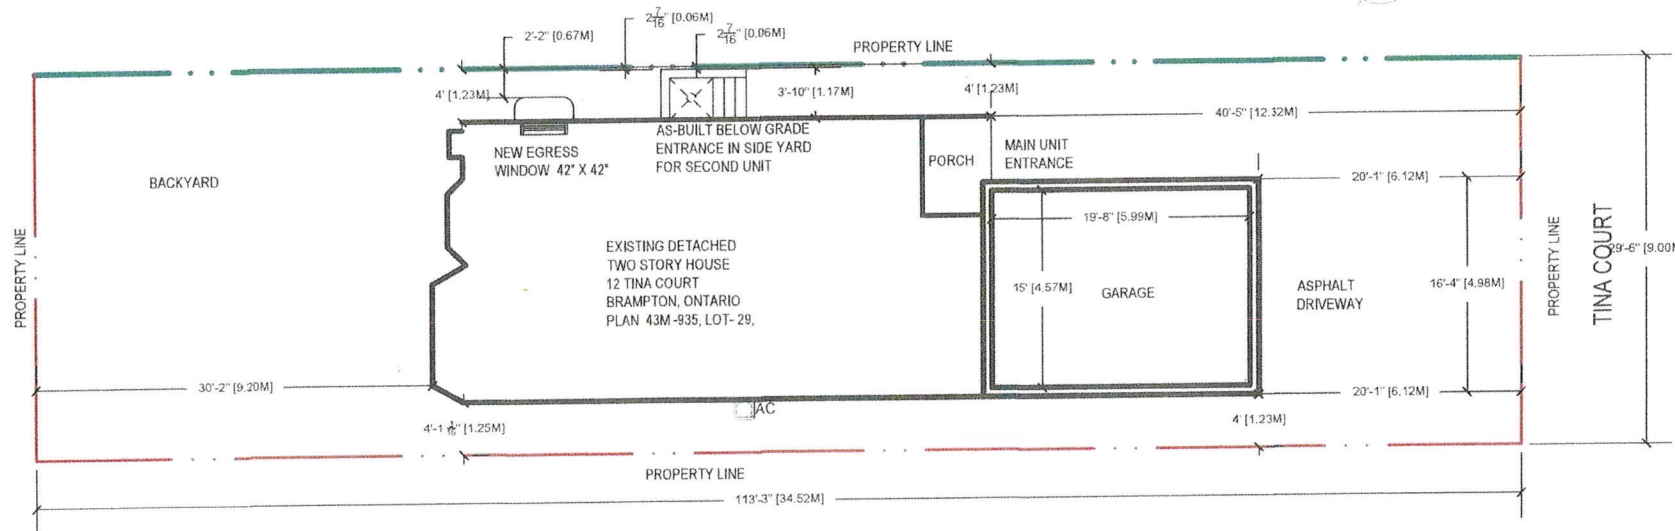 2 7/16" [0.06M]
2'-2" [0.67M]
2 7/16" [0.06M]
PROPERTY LINE
4' [1.23M]
3'-10" [1.17M]
4' [1.23M]
40'-5" [12.32M]
AS-BUILT BELOW GRADE
ENTRANCE IN SIDE YARD
FOR SECOND UNIT
NEW EGRESS
WINDOW 42" X 42"
PORCH
MAIN UNIT
ENTRANCE
BACKYARD
20'-1" [6.12M]
19'-8" [5.99M]
PROPERTY LINE
PROPERTY LINE
TINA COURT
29'-6" [9.00M
EXISTING DETACHED
TWO STORY HOUSE
12 TINA COURT
BRAMPTON, ONTARIO
PLAN 43M-935, LOT- 29,
15' [4.57M]
GARAGE
ASPHALT
DRIVEWAY
16'-4" [4.98M]
30'-2" [9.20M]
20'-1" [6.12M]
AC
4'-1 [1.25M]
4' [1.23M]
PROPERTY LINE
113'-3" [34.52M]